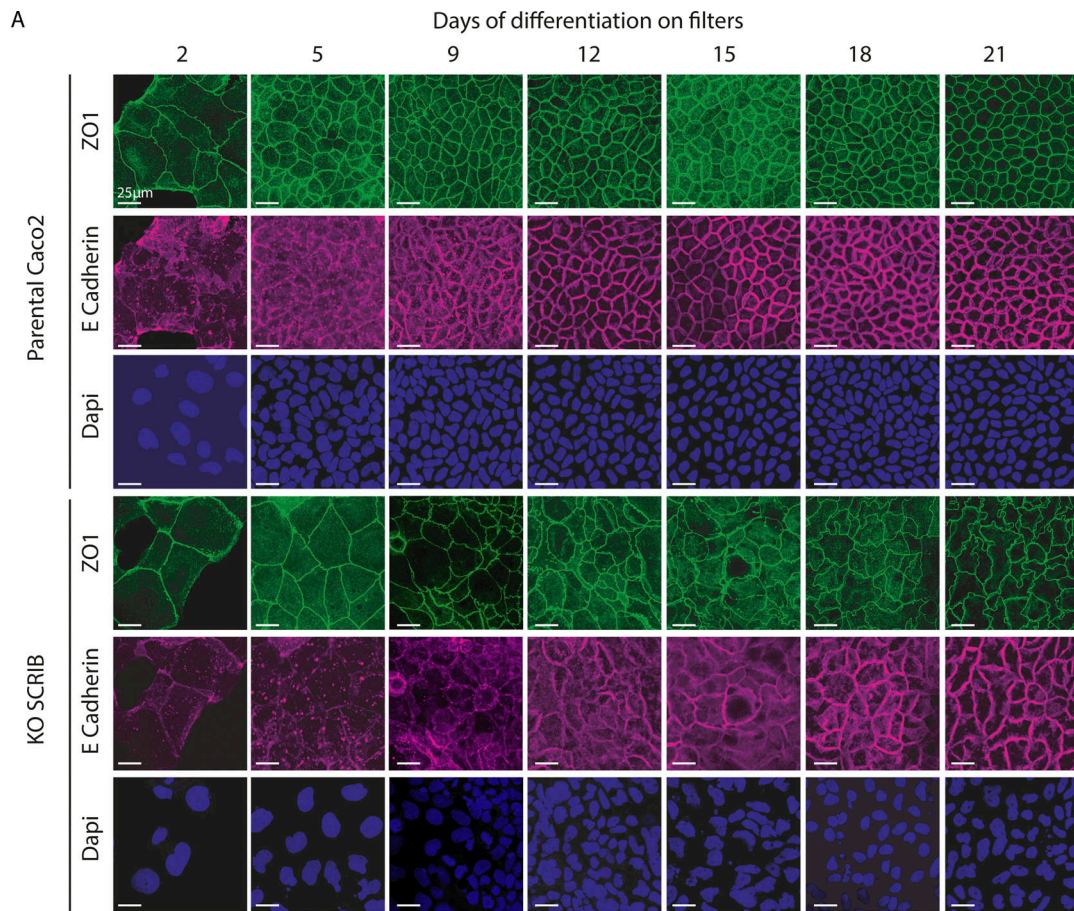 A
Days of differentiation on filters
2 5 9 12 15 18 21
Parental Caco2
ZO1
25µm
E Cadherin
Dapi
KO SCRIB
ZO1
E Cadherin
Dapi